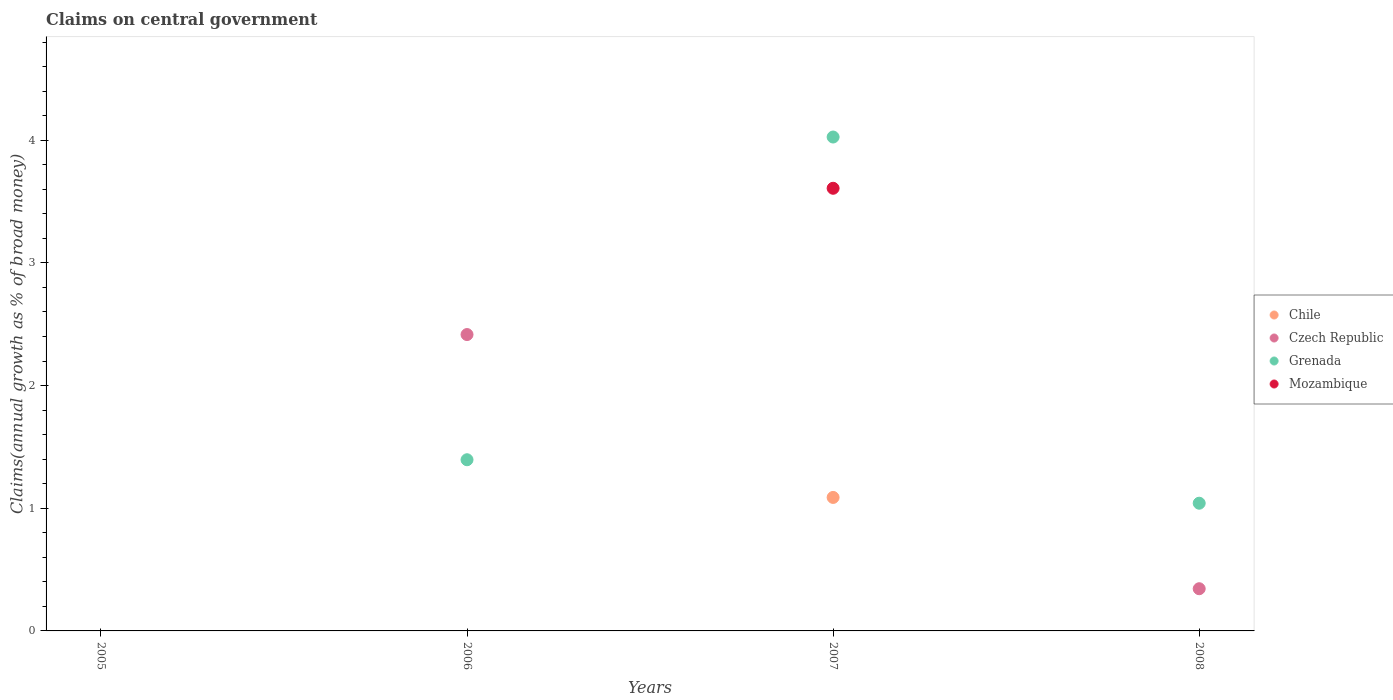 Claims on central government
Claims(annual growth as % of broad money)
4
3
2
1
0
2005
2006
2007
2008
Years
Chile
Czech Republic
Grenada
Mozambique